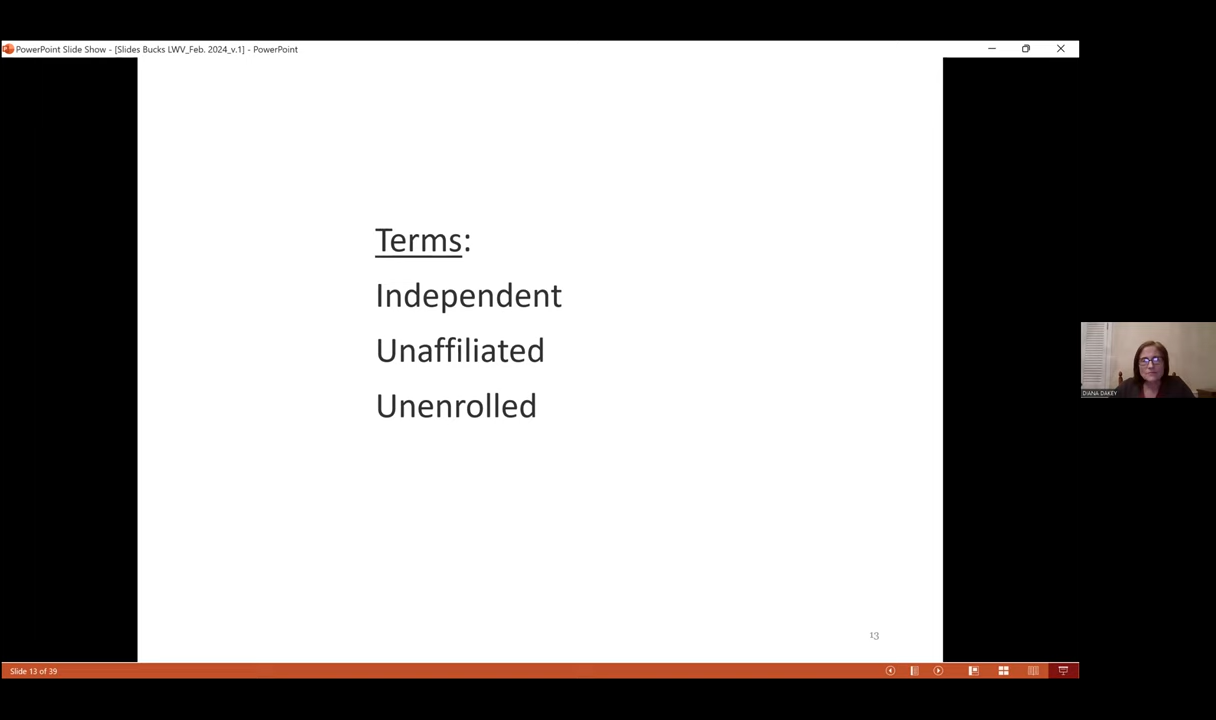 PowerPoint Slide Show - [Slides Bucks LWV_Feb. 2024_v.1] - PowerPoint
Terms:
Independent
Unaffiliated
Unenrolled
DIANA DAKEY
13
Slide 13 of 39